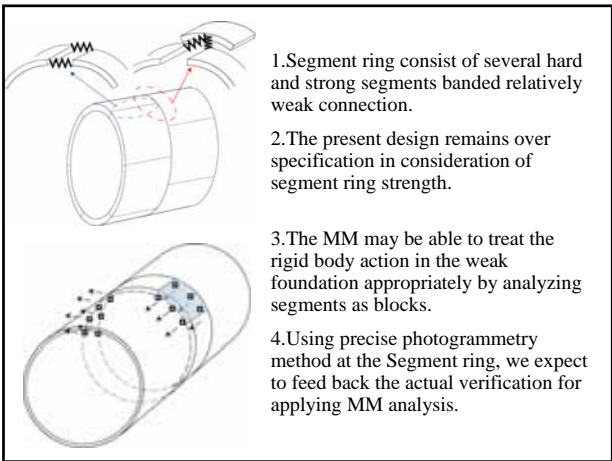 1.Segment ring consist of several hard
and strong segments banded relatively
weak connection.
2.The present design remains over
specification in consideration of
segment ring strength.
3.The MM may be able to treat the
rigid body action in the weak
foundation appropriately by analyzing
segments as blocks.
4.Using precise photogrammetry
method at the Segment ring, we expect
to feed back the actual verification for
applying MM analysis.